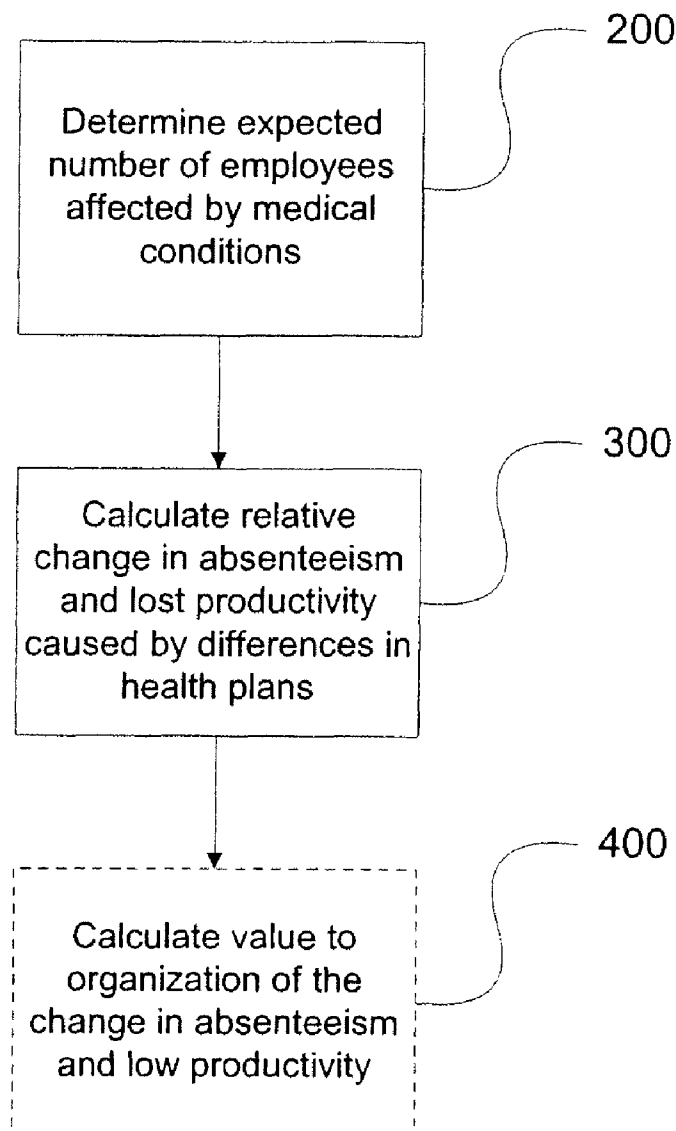 200
Determine expected
number of employees
affected by medical
conditions
300
Calculate relative
change in absenteeism
and lost productivity
caused by differences in
health plans
400
Calculate value to
organization of the
change in absenteeism
and low productivity